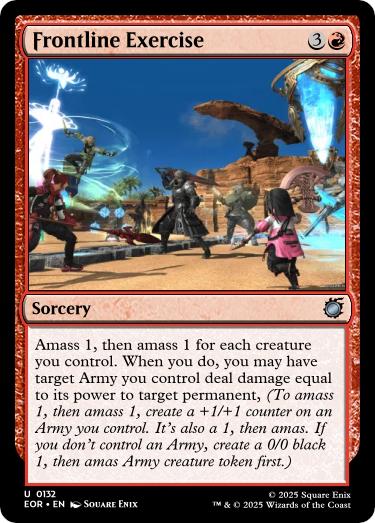 Frontline Exercise 3
Sorcery
Amass 1, then amass 1 for each creature
you control. When you do, you may have
target Army you control deal damage equal
to its power to target permanent, (To amass
1, then amass 1, create a +1/+1 counter on an
Army you control. It's also a 1, then amas. If
you don't control an Army, create a 0/0 black
1, then amas Army creature token first.)
U 0132
EOR • EN Square Enix
© 2025 Square Enix
™ & © 2025 Wizards of the Coast